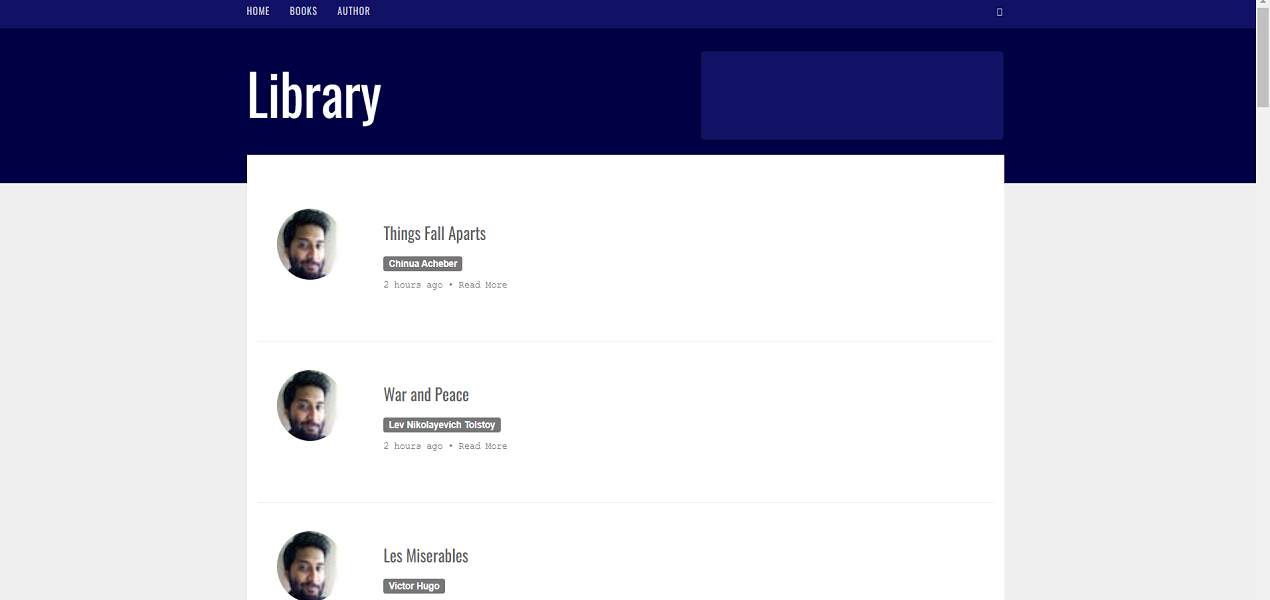 HOME BOOKS AUTHOR
Library
Things Fall Aparts
Chinua Acheber
2 hours ago • Read More
War and Peace
Lev Nikolayevich Tolstoy
2 hours ago • Read More
Les Miserables
Victor Hugo